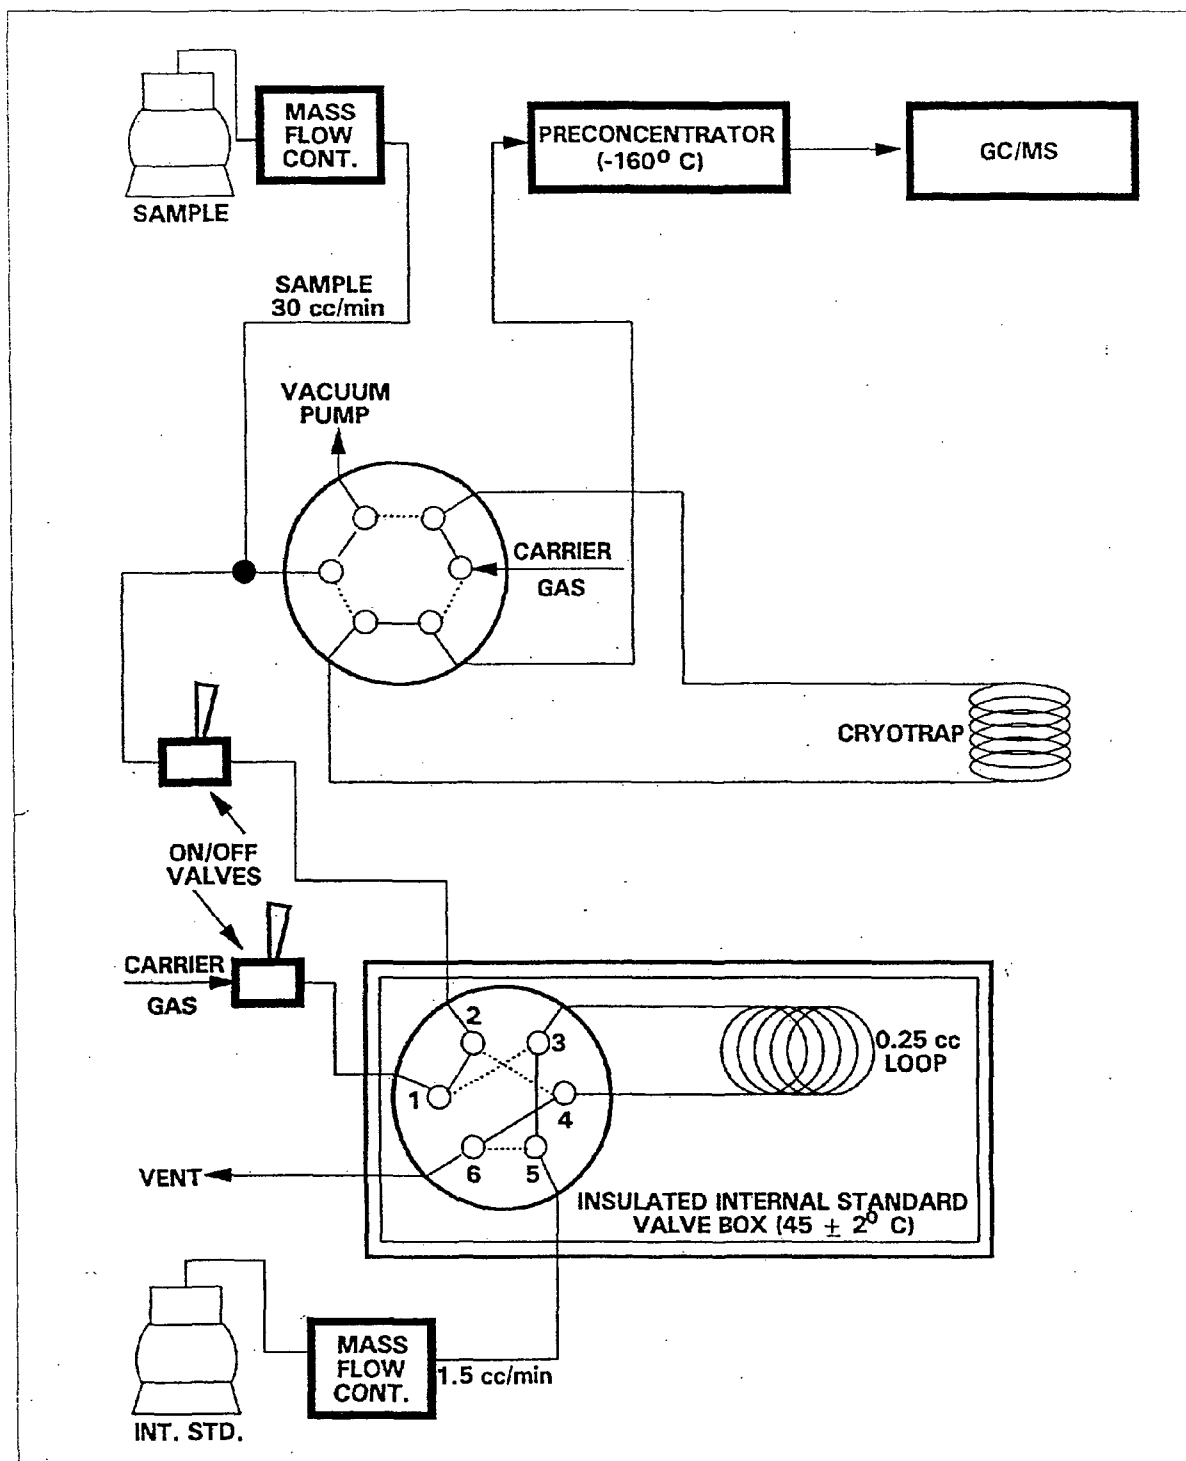 MASS
FLOW
CONT.
SAMPLE
PRECONCENTRATOR
(-160⁰ C)
GC/MS
SAMPLE
30 cc/min
VACUUM
PUMP
CARRIER
GAS
CRYOTRAP
ON/OFF
VALVES
CARRIER
GAS
2
3
1
4
6
5
0.25 cc
LOOP
VENT
INSULATED INTERNAL STANDARD
VALVE BOX (45 ± 2⁰ C)
MASS
FLOW
CONT.
1.5 cc/min
INT. STD.